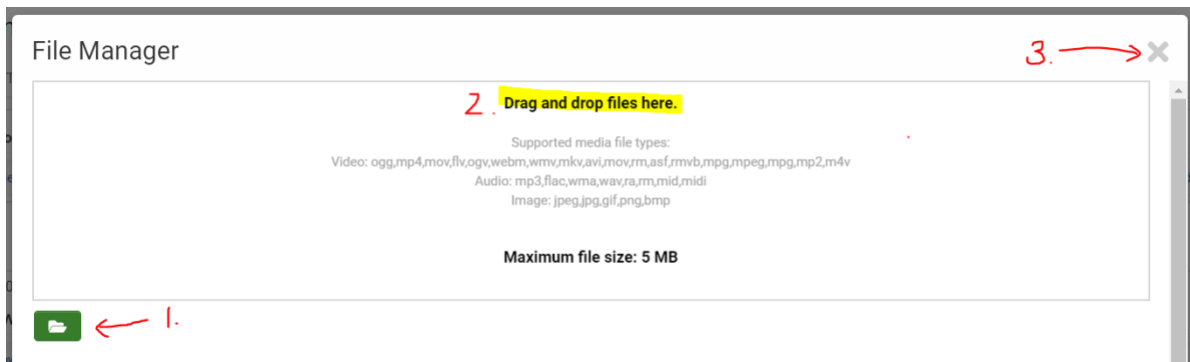 File Manager
3.
2. Drag and drop files here.
Supported media file types:
Video: ogg,mp4,mov,flv,ogv,webm,wmv,mkv,avi,mov,rm,asf,rmvb,mpg,mpeg,mpg,mp2,m4v
Audio: mp3,flac,wma,wav,ra,rm,mid,midi
Image: jpeg,jpg,gif,png,bmp
Maximum file size: 5 MB
1.